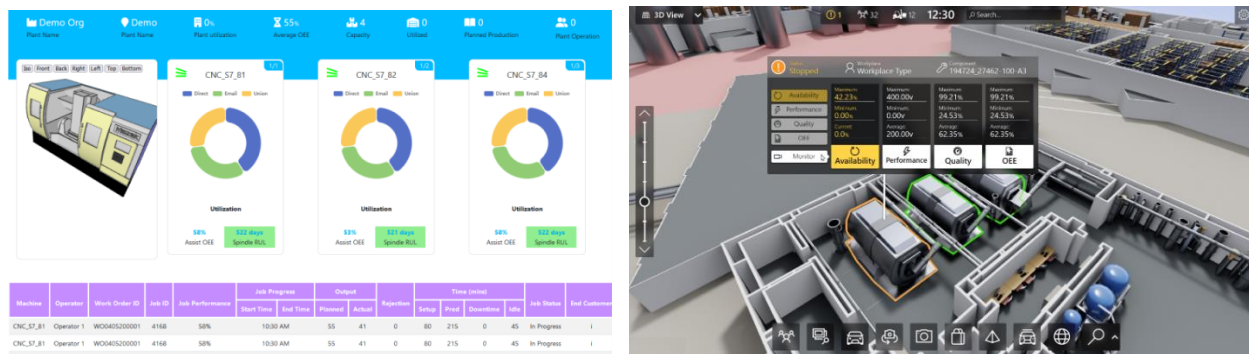 Demo Org
Plant Name
Demo
Plant Name
0%
Plant utilization
55%
Average OEE
4
Capacity
0
Utilized
0
Planned Production
0
Plant Operation
Iso Front Back Right Left Top Bottom
1/1
CNC_S7_81
Direct Email Union
Utilization
58%
Assist OEE
522 days
Spindle RUL
1/2
CNC_S7_82
Direct Email Union
Utilization
53%
Assist OEE
521 days
Spindle RUL
1/3
CNC_S7_84
Direct Email Union
Utilization
58%
Assist OEE
522 days
Spindle RUL
Machine Operator Work Order ID Job ID Job Performance Job Progress Output Rejection Time (mins) Job Status End Customer
Start Time End Time Planned Actual Setup Pred Downtime Idle
CNC_S7_81 Operator 1 WO0405200001 4168 58% 10:30 AM 55 41 0 80 215 0 45 In Progress i
CNC_S7_81 Operator 1 WO0405200001 4168 58% 10:30 AM 55 41 0 80 215 0 45 In Progress i
3D View
1 32 12 12:30 Search...
Status
Stopped
Workplace
Workplace Type
Component
194724_27462-100-A3
Availability
Performance
Quality
OEE
Monitor
Maximum:
42.23%
Minimum:
0.00%
Current:
0.0%
Availability
Maximum:
400.00v
Minimum:
0.00v
Average:
200.00v
Performance
Maximum:
99.21%
Minimum:
24.53%
Average:
62.35%
Quality
Maximum:
99.21%
Minimum:
24.53%
Average:
62.35%
OEE